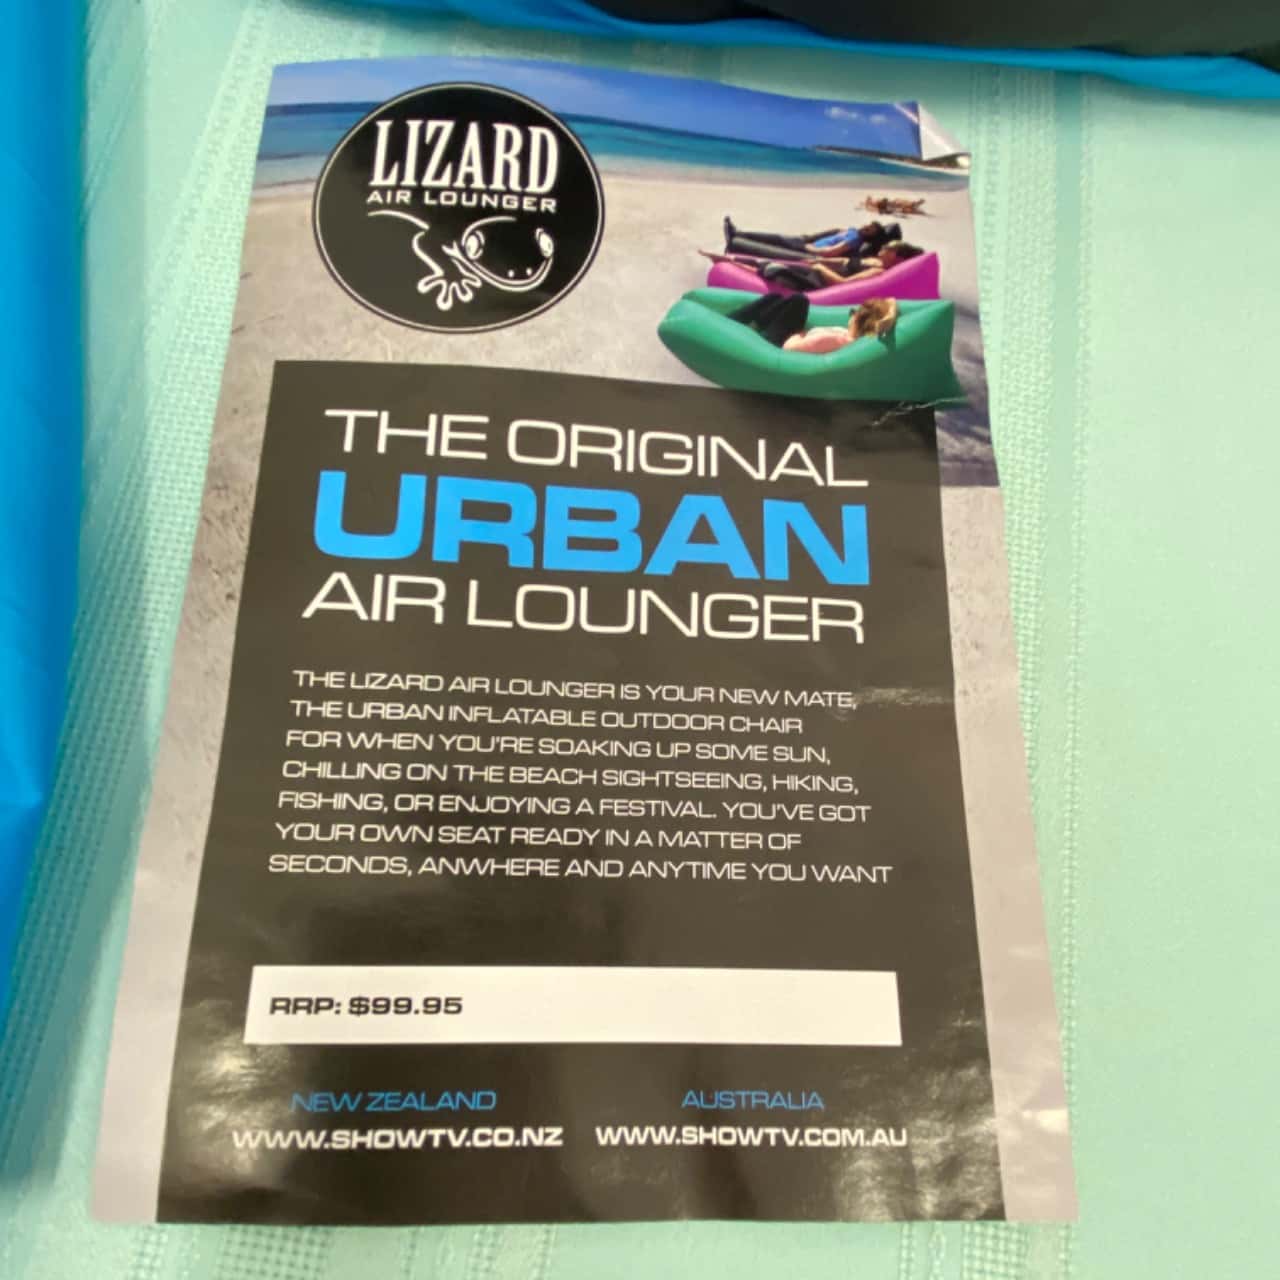 LIZARD
AIR LOUNGER
THE ORIGINAL
URBAN
AIR LOUNGER
THE LIZARD AIR LOUNGER IS YOUR NEW MATE,
THE URBAN INFLATABLE OUTDOOR CHAIR
FOR WHEN YOU'RE SOAKING UP SOME SUN,
CHILLING ON THE BEACH SIGHTSEEING, HIKING,
FISHING, OR ENJOYING A FESTIVAL. YOU'VE GOT
YOUR OWN SEAT READY IN A MATTER OF
SECONDS, ANWHERE AND ANYTIME YOU WANT
RRP: $99.95
NEW ZEALAND
WWW.SHOWTV.CO.NZ
AUSTRALIA
WWW.SHOWTV.COM.AU